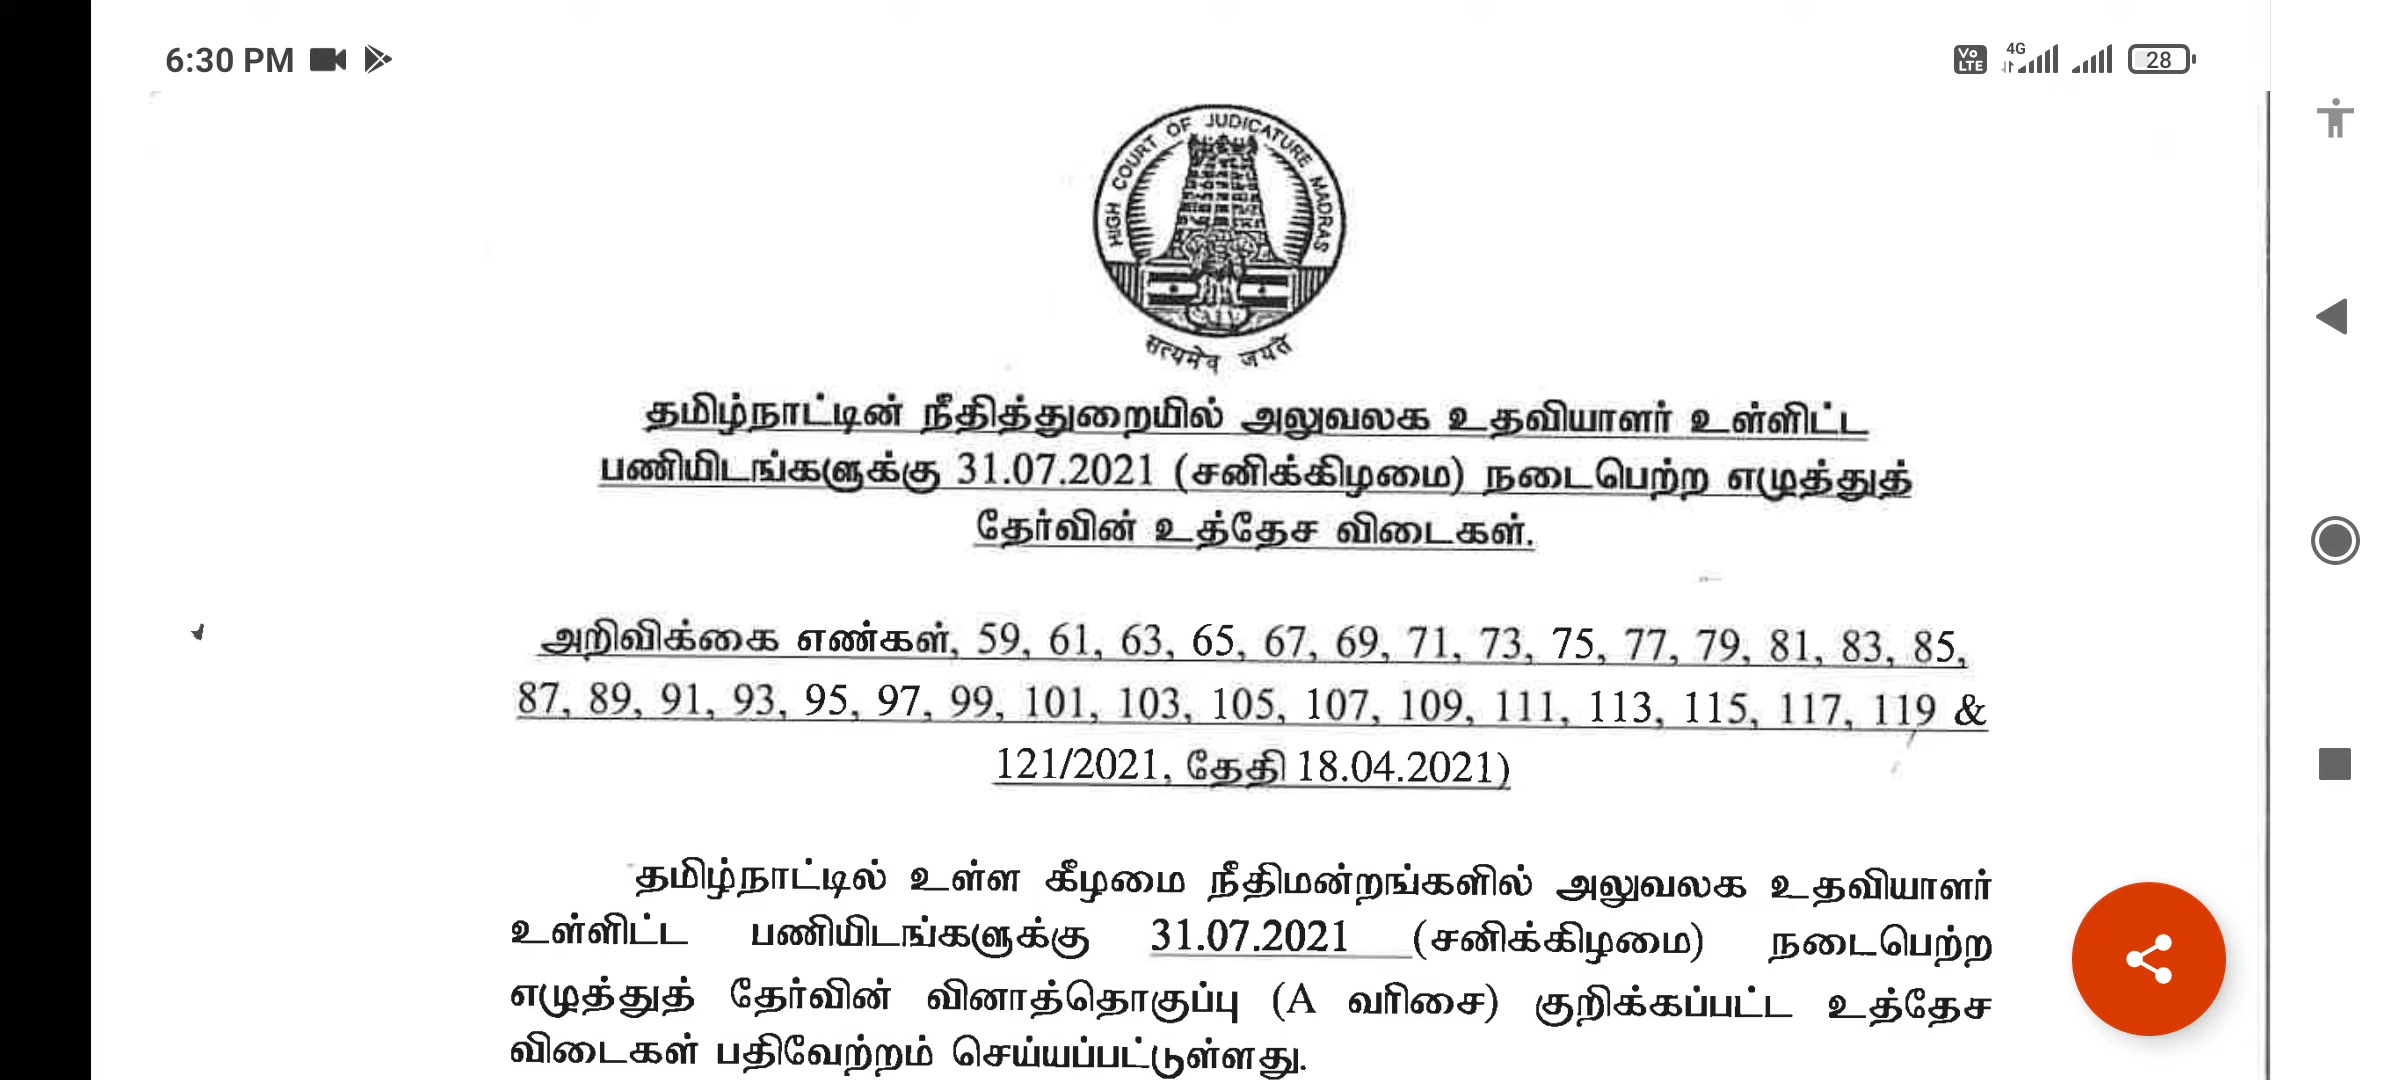 6:30 PM
Vo LTE 4G 28
HIGH COURT OF JUDICATURE MADRAS
सत्यमेव जयते
தமிழ்நாட்டின் நீதித்துறையில் அலுவலக உதவியாளர் உள்ளிட்ட
பணியிடங்களுக்கு 31.07.2021 (சனிக்கிழமை) நடைபெற்ற எழுத்துத்
தேர்வின் உத்தேச விடைகள்.
அறிவிக்கை எண்கள், 59, 61, 63, 65, 67, 69, 71, 73, 75, 77, 79, 81, 83, 85,
87, 89, 91, 93, 95, 97, 99, 101, 103, 105, 107, 109, 111, 113, 115, 117, 119 &
121/2021, தேதி 18.04.2021)
தமிழ்நாட்டில் உள்ள கீழமை நீதிமன்றங்களில் அலுவலக உதவியாளர்
உள்ளிட்ட பணியிடங்களுக்கு 31.07.2021 (சனிக்கிழமை) நடைபெற்ற
எழுத்துத் தேர்வின் வினாத்தொகுப்பு (A வரிசை) குறிக்கப்பட்ட உத்தேச
விடைகள் பதிவேற்றம் செய்யப்பட்டுள்ளது.